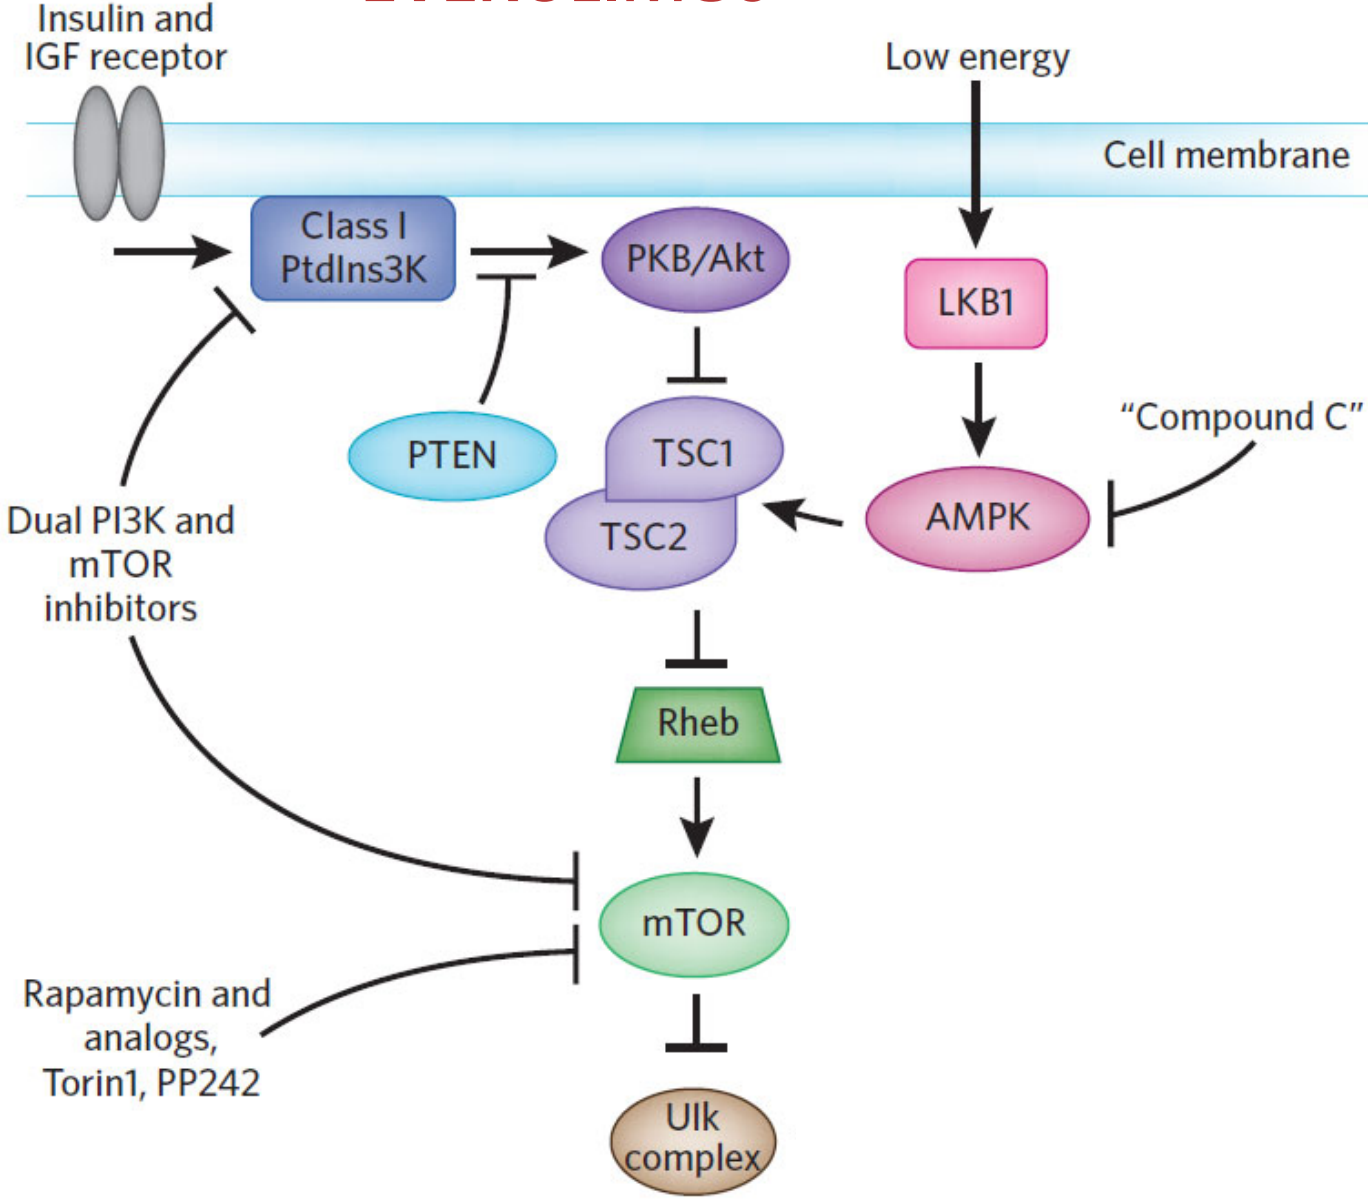 Insulin and
IGF receptor
Low energy
Cell membrane
Class I
PtdIns3K
PKB/Akt
LKB1
"Compound C"
PTEN
TSC1
TSC2
AMPK
Dual PI3K and
mTOR
inhibitors
Rheb
mTOR
Rapamycin and
analogs,
Torin1, PP242
Ulk
complex